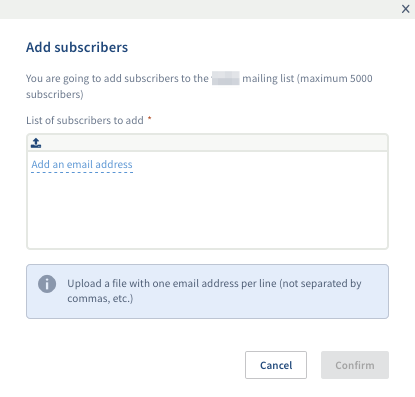 Add subscribers
You are going to add subscribers to the mailing list (maximum 5000
subscribers)
List of subscribers to add *
Add an email address
Upload a file with one email address per line (not separated by
commas, etc.)
Cancel Confirm